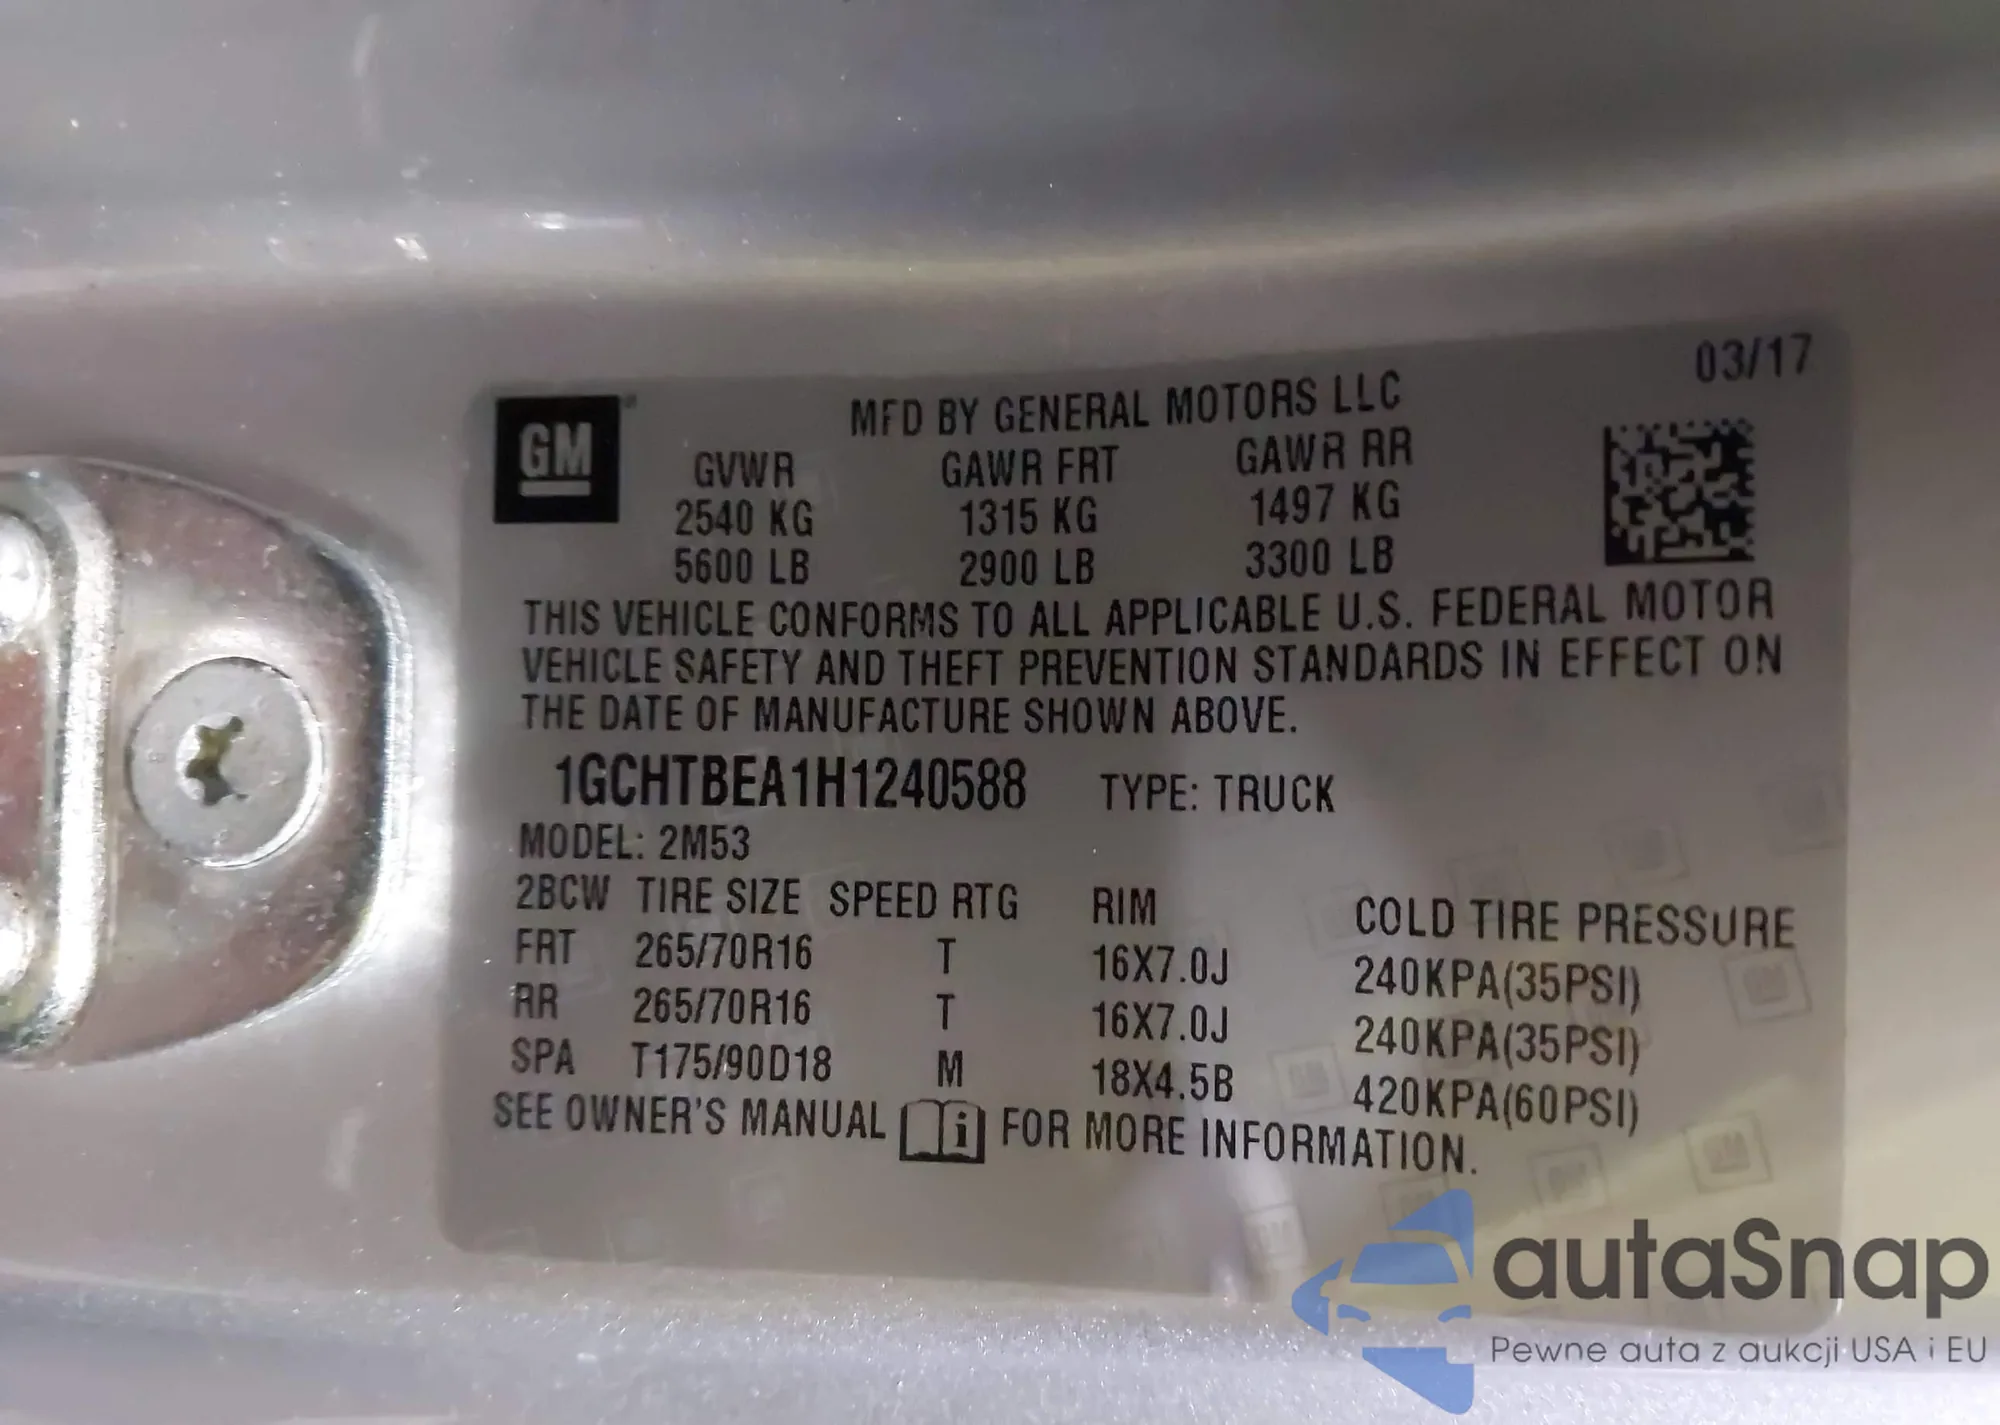 03/17
MFD BY GENERAL MOTORS LLC
GM
GVWR GAWR FRT GAWR RR
2540 KG 1315 KG 1497 KG
5600 LB 2900 LB 3300 LB
THIS VEHICLE CONFORMS TO ALL APPLICABLE U.S. FEDERAL MOTOR
VEHICLE SAFETY AND THEFT PREVENTION STANDARDS IN EFFECT ON
THE DATE OF MANUFACTURE SHOWN ABOVE.
1GCHTBEA1H1240588 TYPE: TRUCK
MODEL: 2M53
2BCW TIRE SIZE SPEED RTG RIM COLD TIRE PRESSURE
FRT 265/70R16 T 16X7.0J 240KPA(35PSI)
RR 265/70R16 T 16X7.0J 240KPA(35PSI)
SPA T175/90D18 M 18X4.5B 420KPA(60PSI)
SEE OWNER'S MANUAL i FOR MORE INFORMATION.
autaSnap
Pewne auta z aukcji USA i EU